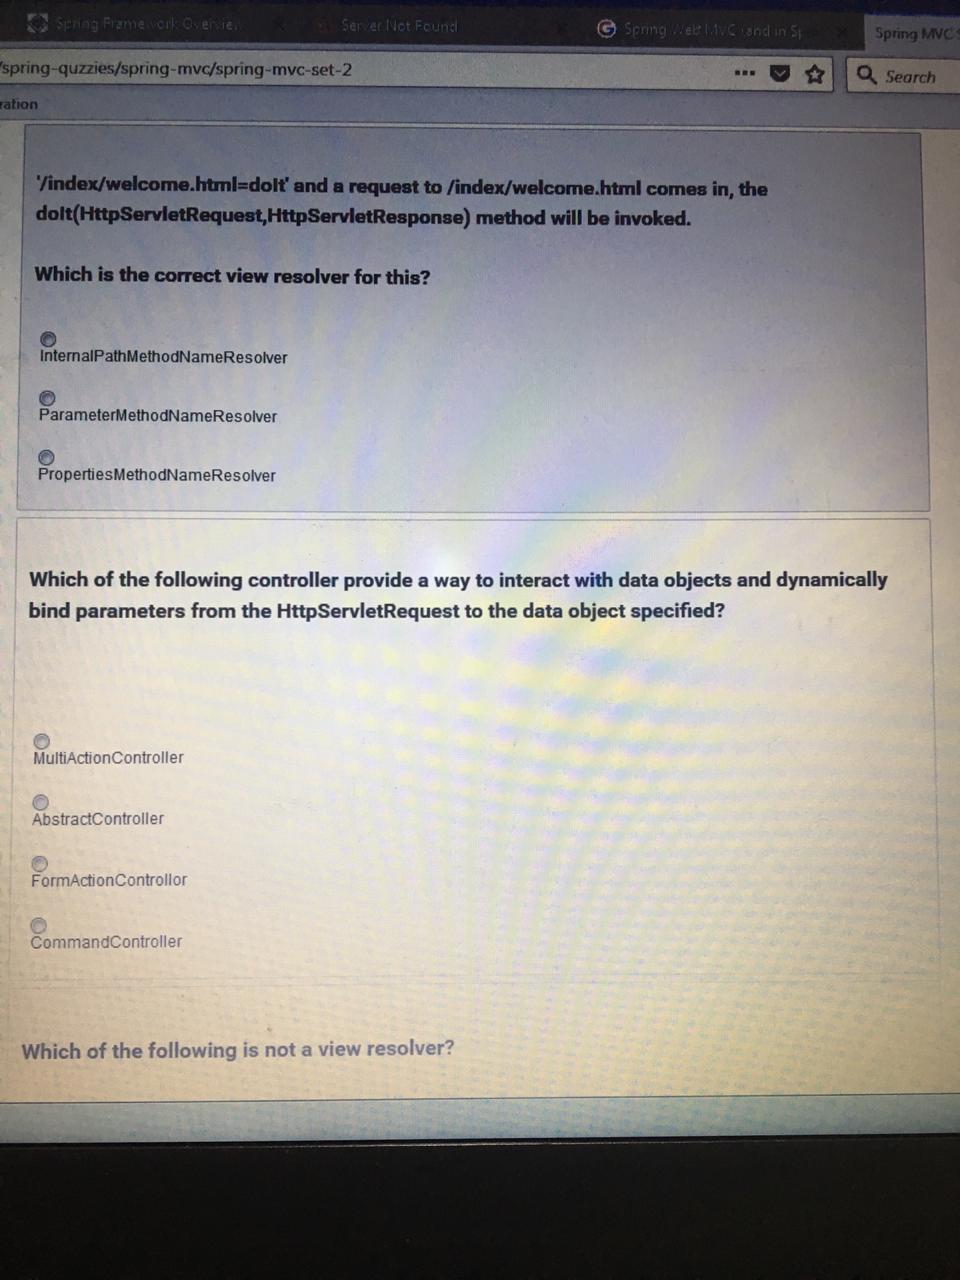 Spring Framework Overvie
Server Not Found
Spring Web MVC and in Sp
Spring MVC S
/spring-quzzies/spring-mvc/spring-mvc-set-2
Search
ration
'/index/welcome.html=doIt' and a request to /index/welcome.html comes in, the
doIt(HttpServletRequest,HttpServletResponse) method will be invoked.
Which is the correct view resolver for this?
InternalPathMethodNameResolver
ParameterMethodNameResolver
PropertiesMethodNameResolver
Which of the following controller provide a way to interact with data objects and dynamically
bind parameters from the HttpServletRequest to the data object specified?
MultiActionController
AbstractController
FormActionControllor
CommandController
Which of the following is not a view resolver?